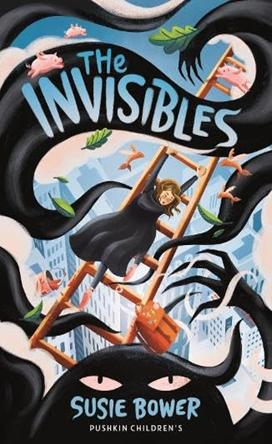 THe
INVISIBLES
SUSIE BOWER
PUSHKIN CHILDREN'S